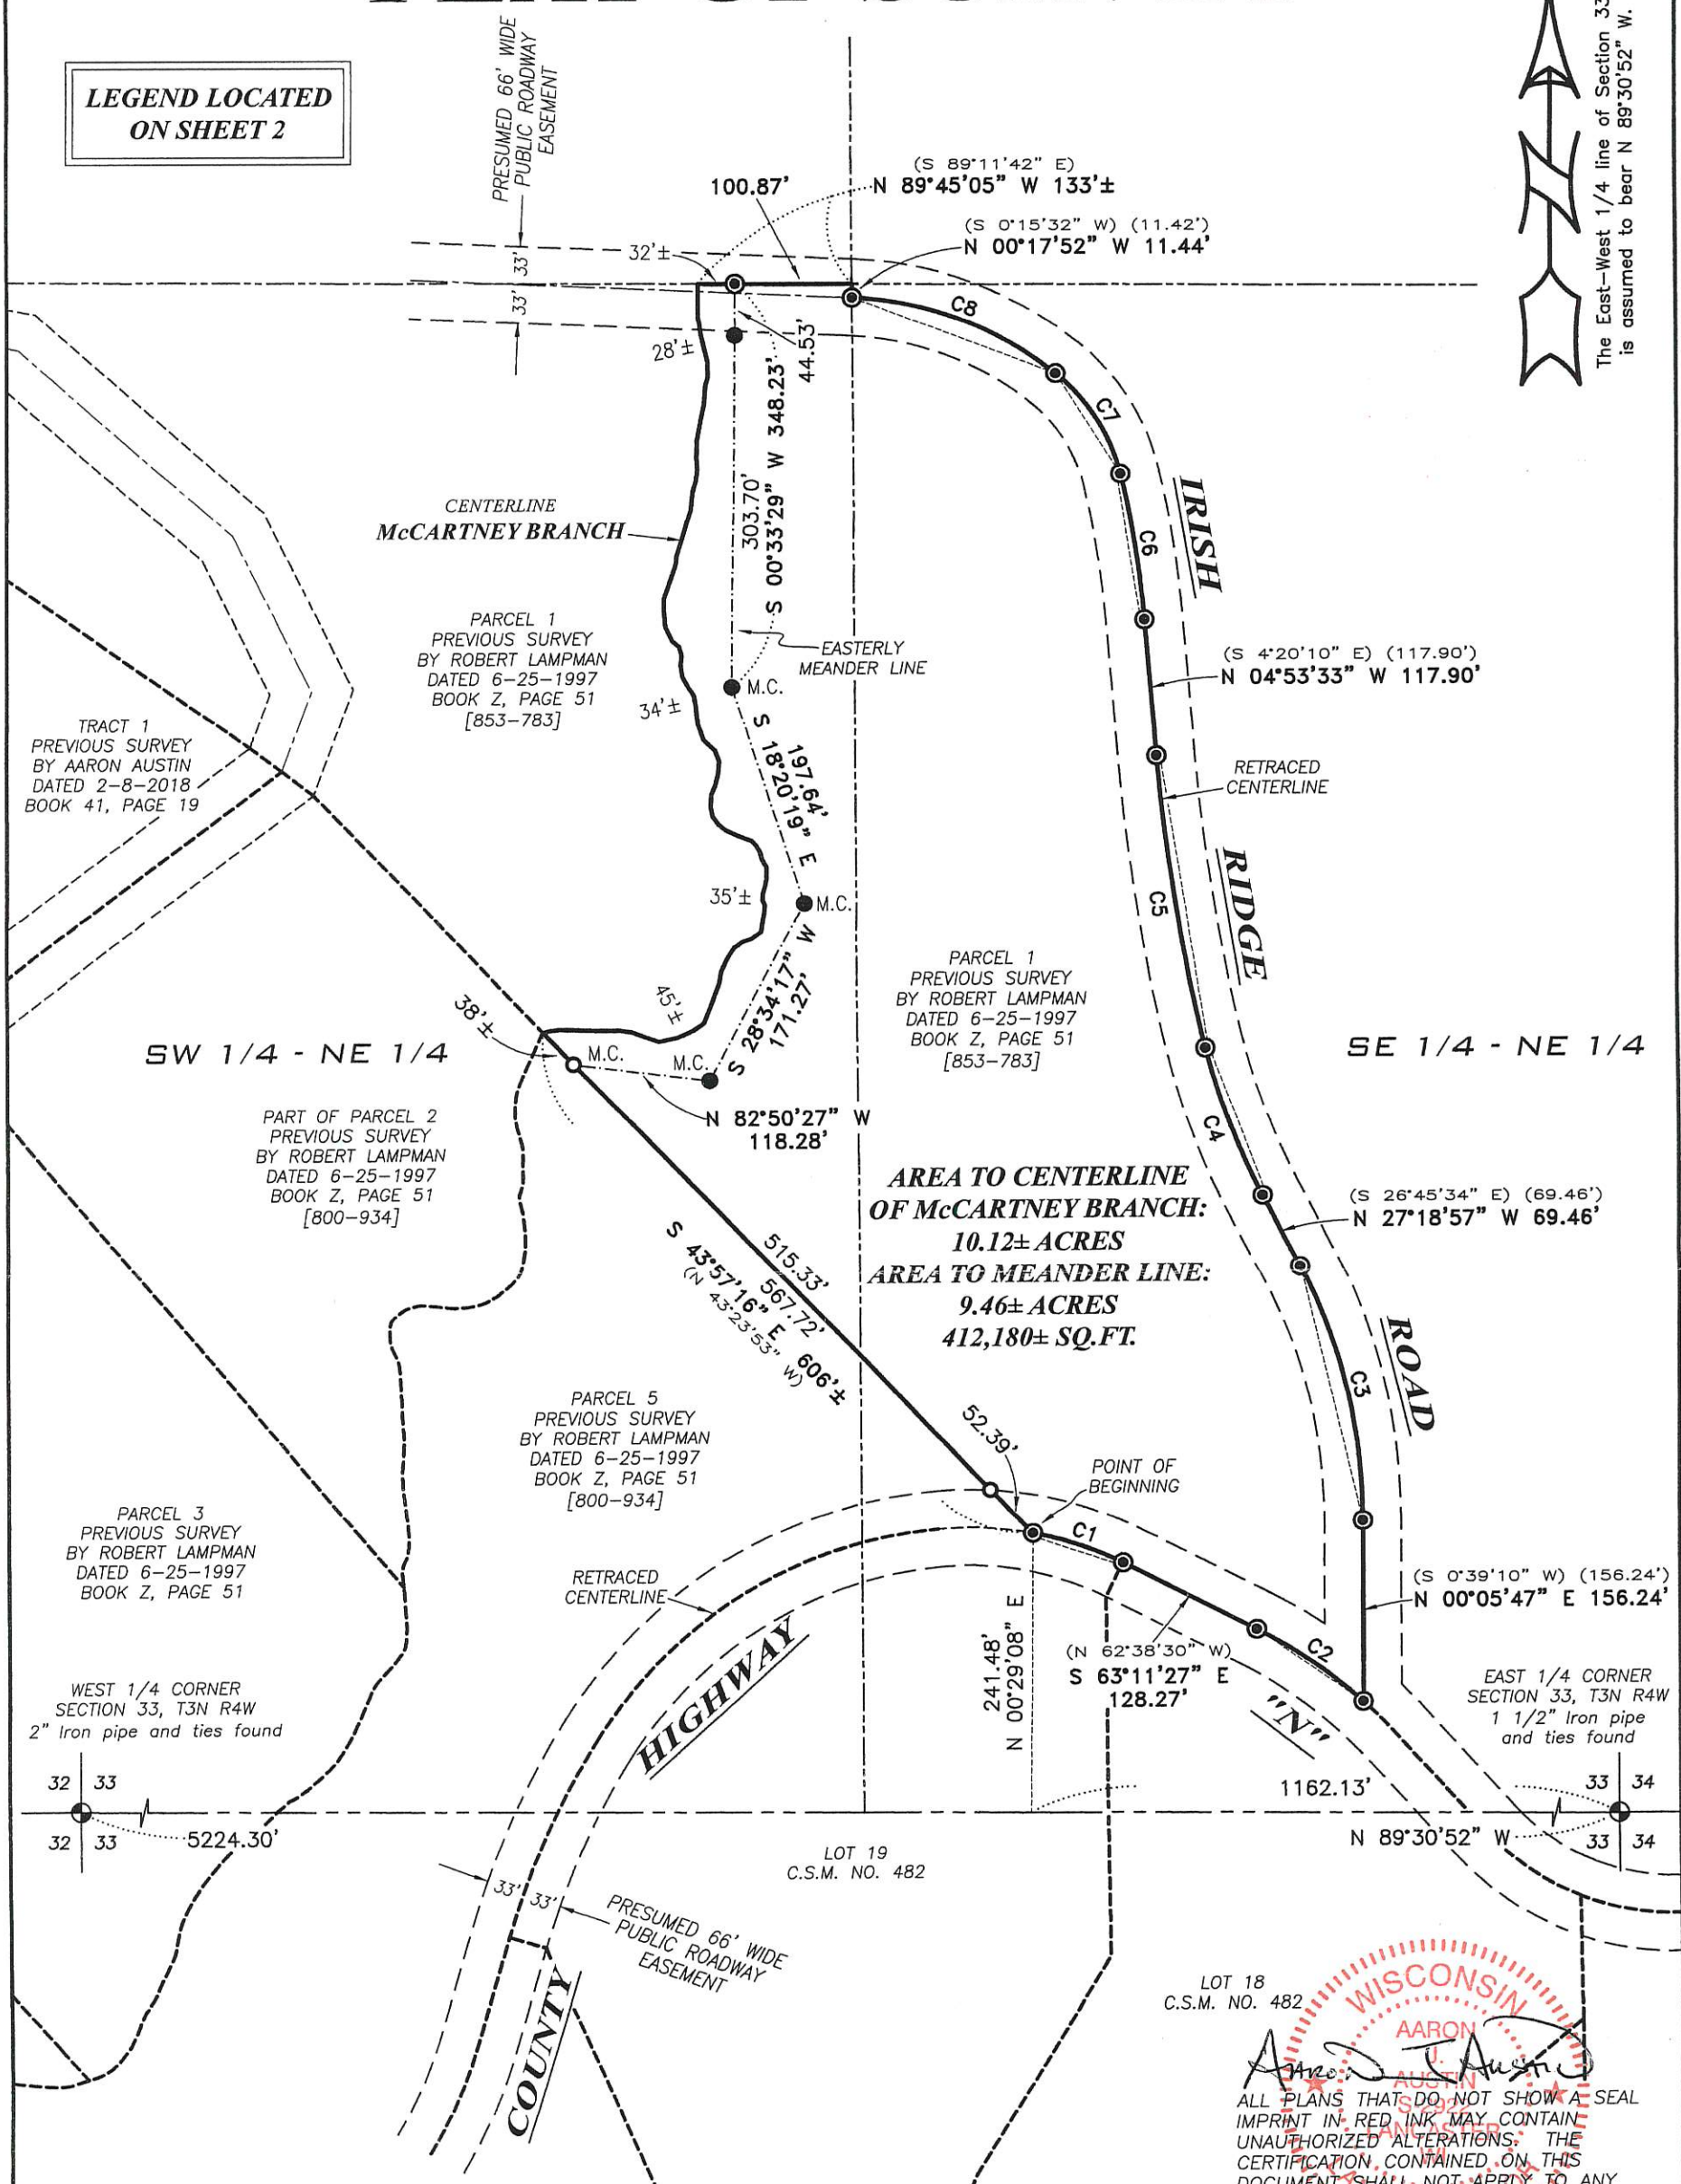 LEGEND LOCATED
ON SHEET 2
PRESUMED 66' WIDE
PUBLIC ROADWAY
EASEMENT
The East-West 1/4 line of Section 33
is assumed to bear N 89°30'52" W.
(S 89°11'42" E)
N 89°45'05" W 133'±
100.87'
(S 0°15'32" W) (11.42')
N 00°17'52" W 11.44'
32'±
33'
33'
28'±
44.53'
S 00°33'29" W 348.23'
303.70'
C8
C7
C6
IRISH
CENTERLINE
McCARTNEY BRANCH
PARCEL 1
PREVIOUS SURVEY
BY ROBERT LAMPMAN
DATED 6-25-1997
BOOK Z, PAGE 51
[853-783]
EASTERLY
MEANDER LINE
(S 4°20'10" E) (117.90')
N 04°53'33" W 117.90'
M.C.
34'±
TRACT 1
PREVIOUS SURVEY
BY AARON AUSTIN
DATED 2-8-2018
BOOK 41, PAGE 19
197.64'
S 18°20'19" E
RETRACED
CENTERLINE
RIDGE
C5
35'±
M.C.
S 28°34'17" W
171.27'
45'±
38'±
PARCEL 1
PREVIOUS SURVEY
BY ROBERT LAMPMAN
DATED 6-25-1997
BOOK Z, PAGE 51
[853-783]
SW 1/4 - NE 1/4
SE 1/4 - NE 1/4
M.C.
M.C.
N 82°50'27" W
118.28'
C4
PART OF PARCEL 2
PREVIOUS SURVEY
BY ROBERT LAMPMAN
DATED 6-25-1997
BOOK Z, PAGE 51
[800-934]
AREA TO CENTERLINE
OF McCARTNEY BRANCH:
10.12± ACRES
AREA TO MEANDER LINE:
9.46± ACRES
412,180± SQ.FT.
(S 26°45'34" E) (69.46')
N 27°18'57" W 69.46'
515.33'
567.72'
S 43°57'16" E 606'±
(N 43°23'53" W)
C3
ROAD
PARCEL 5
PREVIOUS SURVEY
BY ROBERT LAMPMAN
DATED 6-25-1997
BOOK Z, PAGE 51
[800-934]
52.39'
POINT OF
BEGINNING
C1
PARCEL 3
PREVIOUS SURVEY
BY ROBERT LAMPMAN
DATED 6-25-1997
BOOK Z, PAGE 51
RETRACED
CENTERLINE
(S 0°39'10" W) (156.24')
N 00°05'47" E 156.24'
241.48'
N 00°29'08" E
(N 62°38'30" W)
S 63°11'27" E
128.27'
C2
HIGHWAY
"N"
WEST 1/4 CORNER
SECTION 33, T3N R4W
2" Iron pipe and ties found
EAST 1/4 CORNER
SECTION 33, T3N R4W
1 1/2" Iron pipe
and ties found
32 33
32 33
5224.30'
1162.13'
33 34
33 34
N 89°30'52" W
LOT 19
C.S.M. NO. 482
33' 33'
PRESUMED 66' WIDE
PUBLIC ROADWAY
EASEMENT
COUNTY
LOT 18
C.S.M. NO. 482
WISCONSIN
AARON
J.
AUSTIN
S-2922
LANCASTER
WI
Aaron J Austin
ALL PLANS THAT DO NOT SHOW A SEAL
IMPRINT IN RED INK MAY CONTAIN
UNAUTHORIZED ALTERATIONS. THE
CERTIFICATION CONTAINED ON THIS
DOCUMENT SHALL NOT APPLY TO ANY